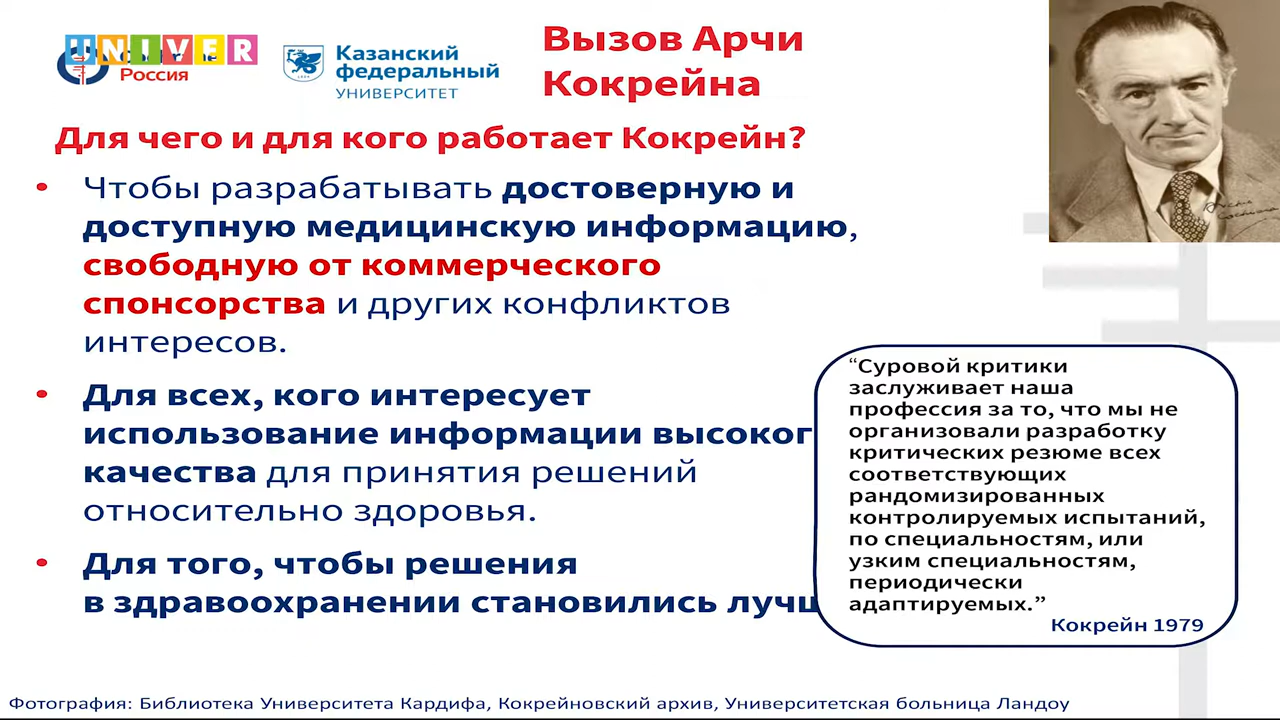 UNIVER
Россия
Казанский
федеральный
УНИВЕРСИТЕТ
Вызов Арчи
Кокрейна
Для чего и для кого работает Кокрейн?
• Чтобы разрабатывать достоверную и
доступную медицинскую информацию,
свободную от коммерческого
спонсорства и других конфликтов
интересов.
• Для всех, кого интересует
использование информации высоког
качества для принятия решений
относительно здоровья.
• Для того, чтобы решения
в здравоохранении становились
“Суровой критики
заслуживает наша
профессия за то, что мы не
организовали разработку
критических резюме всех
соответствующих
рандомизированных
контролируемых испытаний,
по специальностям, или
узким специальностям,
периодически
адаптируемых.”
Кокрейн 1979
Фотография: Библиотека Университета Кардифа, Кокрейновский архив, Университетская больница Ландоу